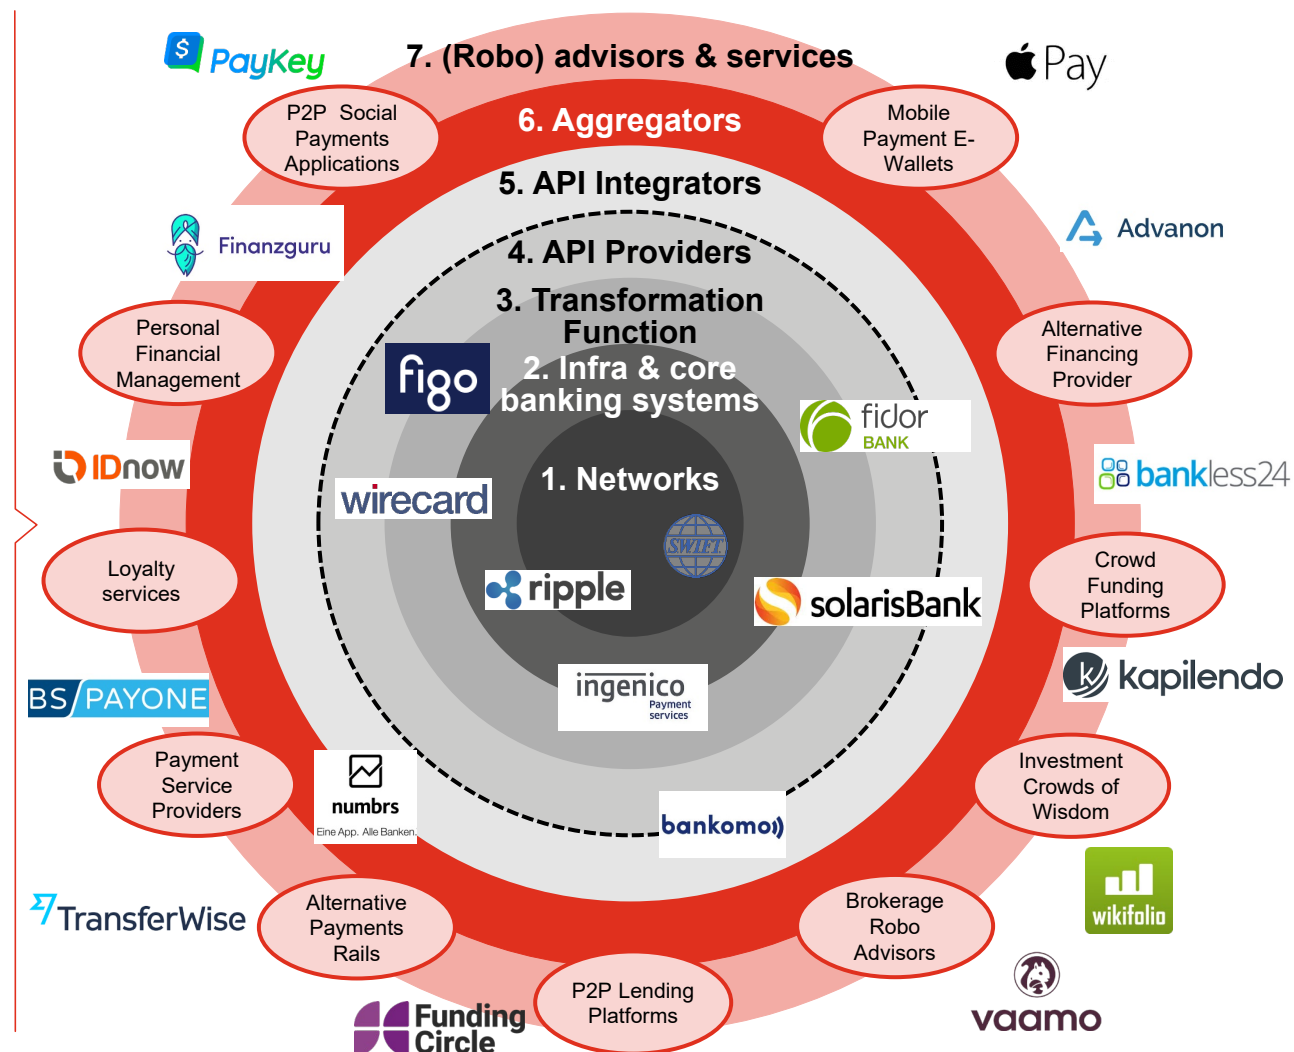 PayKey
7. (Robo) advisors & services
Pay
P2P Social
Payments
Applications
6. Aggregators
Mobile
Payment E-
Wallets
5. API Integrators
Finanzguru
Advanon
4. API Providers
3. Transformation
Function
Personal
Financial
Management
figo
2. Infra & core
banking systems
Alternative
Financing
Provider
fidor
BANK
IDnow
1. Networks
bankless24
wirecard
SWIFT
Loyalty
services
ripple
solarisBank
Crowd
Funding
Platforms
BS PAYONE
ingenico
Payment
services
kapilendo
Payment
Service
Providers
numbrs
Eine App. Alle Banken.
bankomo
Investment
Crowds of
Wisdom
TransferWise
Alternative
Payments
Rails
Brokerage
Robo
Advisors
wikifolio
Funding
Circle
P2P Lending
Platforms
vaamo